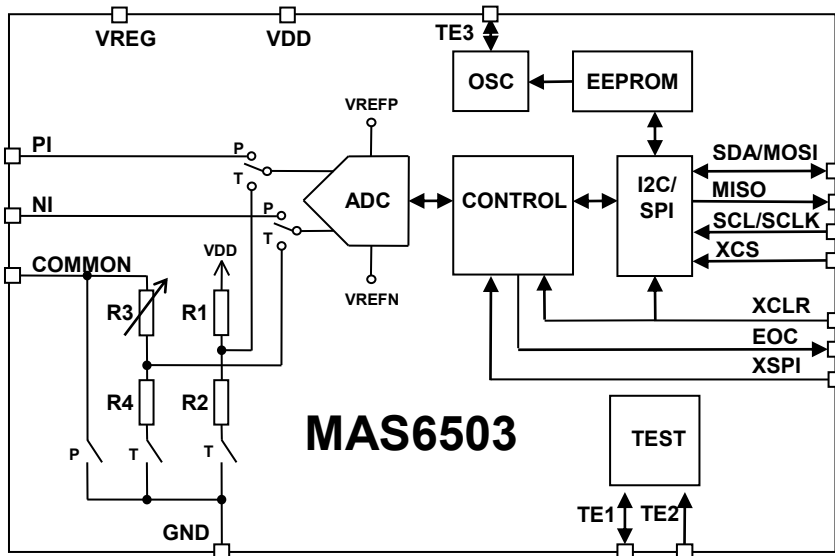 VREG
VDD
TE3
OSC
EEPROM
VREFP
PI
P
T
NI
P
T
ADC
CONTROL
I2C/
SPI
SDA/MOSI
MISO
SCL/SCLK
XCS
COMMON
VDD
VREFN
R3
R1
XCLR
EOC
XSPI
R4
R2
MAS6503
TEST
P
T
T
GND
TE1
TE2